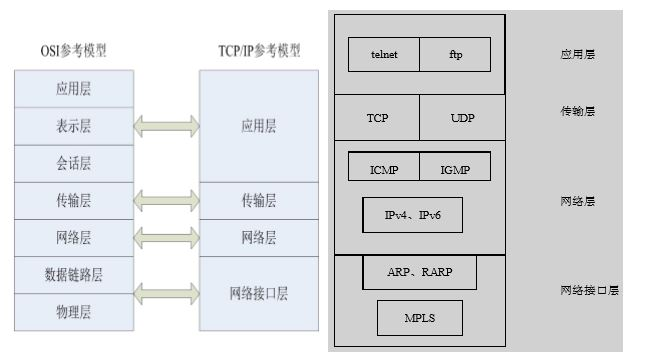 OSI参考模型
TCP/IP参考模型
应用层
表示层
会话层
传输层
网络层
数据链路层
物理层
应用层
传输层
网络层
网络接口层
telnet ftp 应用层
TCP UDP 传输层
ICMP IGMP
IPv4、IPv6 网络层
ARP、RARP
网络接口层
MPLS